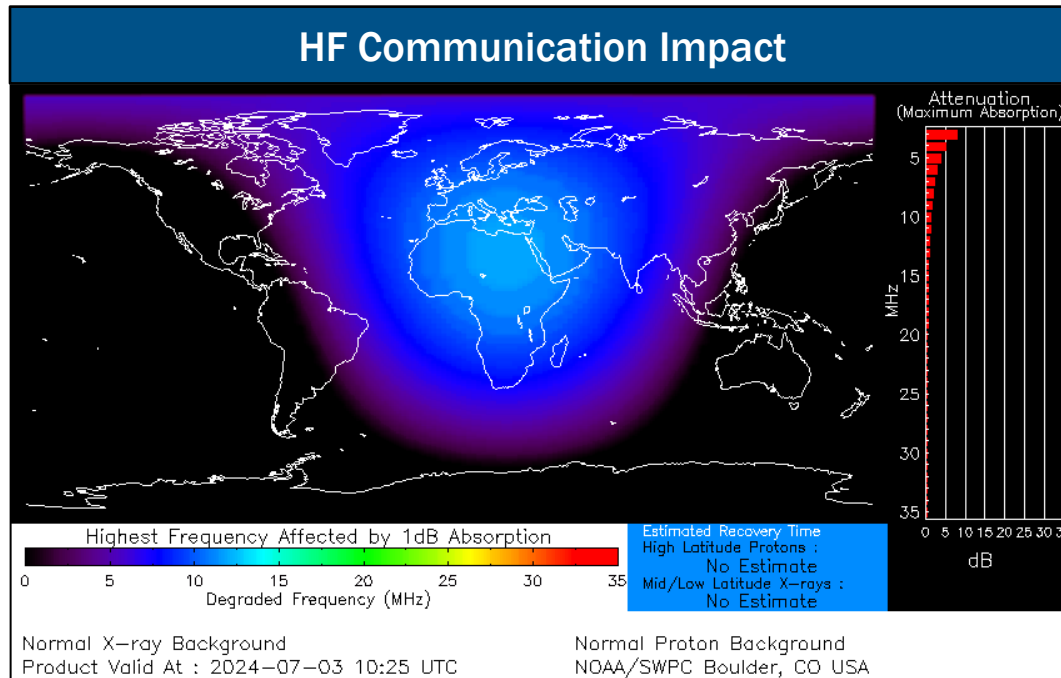 HF Communication Impact
Attenuation
(Maximum Absorption)
5
10
15
20
25
30
35
MHz
0 5 10 15 20 25 30
dB
Highest Frequency Affected by 1dB Absorption
0 5 10 15 20 25 30 35
Degraded Frequency (MHz)
Estimated Recovery Time
High Latitude Protons :
No Estimate
Mid/Low Latitude X-rays :
No Estimate
Normal X-ray Background
Product Valid At : 2024-07-03 10:25 UTC
Normal Proton Background
NOAA/SWPC Boulder, CO USA